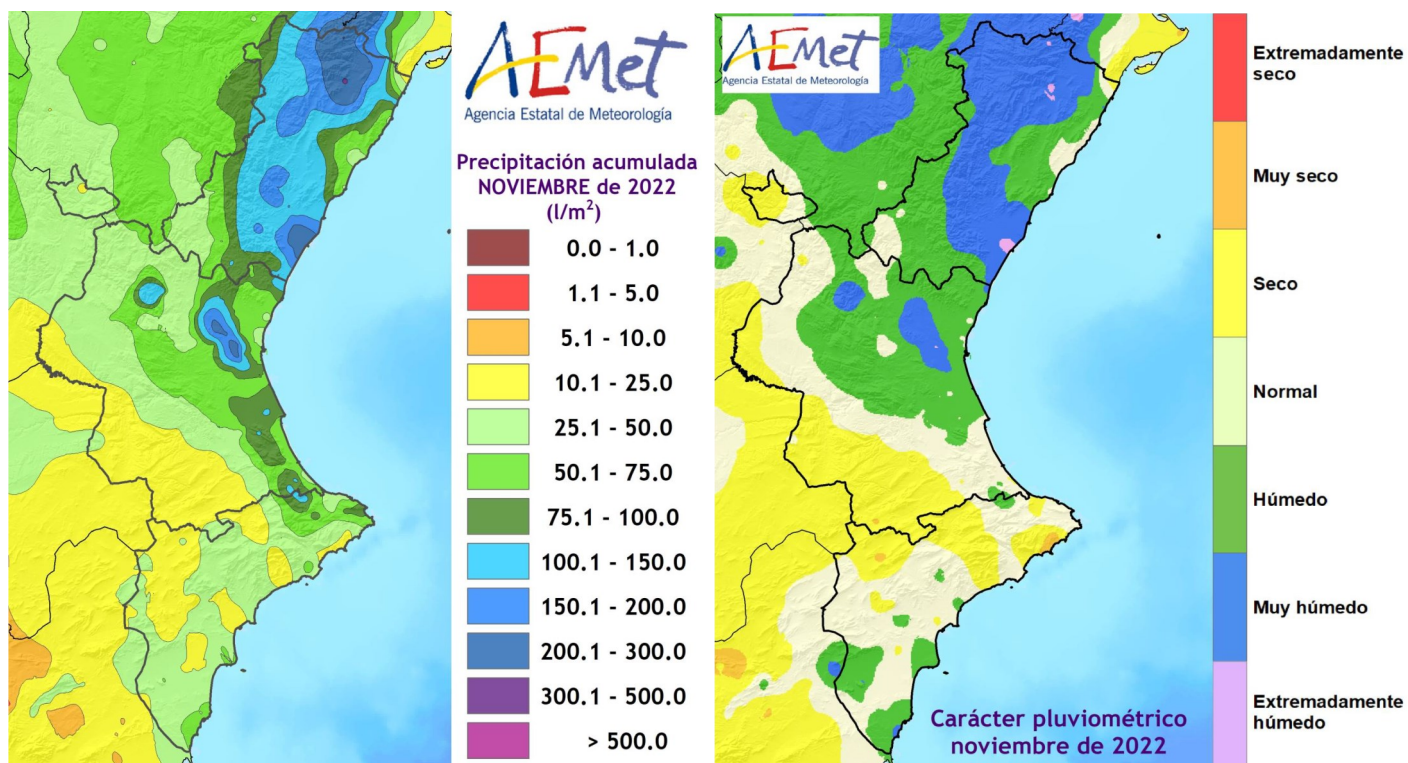 AEMet
Agencia Estatal de Meteorología
Precipitación acumulada
NOVIEMBRE de 2022
(l/m²)
0.0 - 1.0
1.1 - 5.0
5.1 - 10.0
10.1 - 25.0
25.1 - 50.0
50.1 - 75.0
75.1 - 100.0
100.1 - 150.0
150.1 - 200.0
200.1 - 300.0
300.1 - 500.0
> 500.0
AEMet
Agencia Estatal de Meteorología
Carácter pluviométrico
noviembre de 2022
Extremadamente
seco
Muy seco
Seco
Normal
Húmedo
Muy húmedo
Extremadamente
húmedo